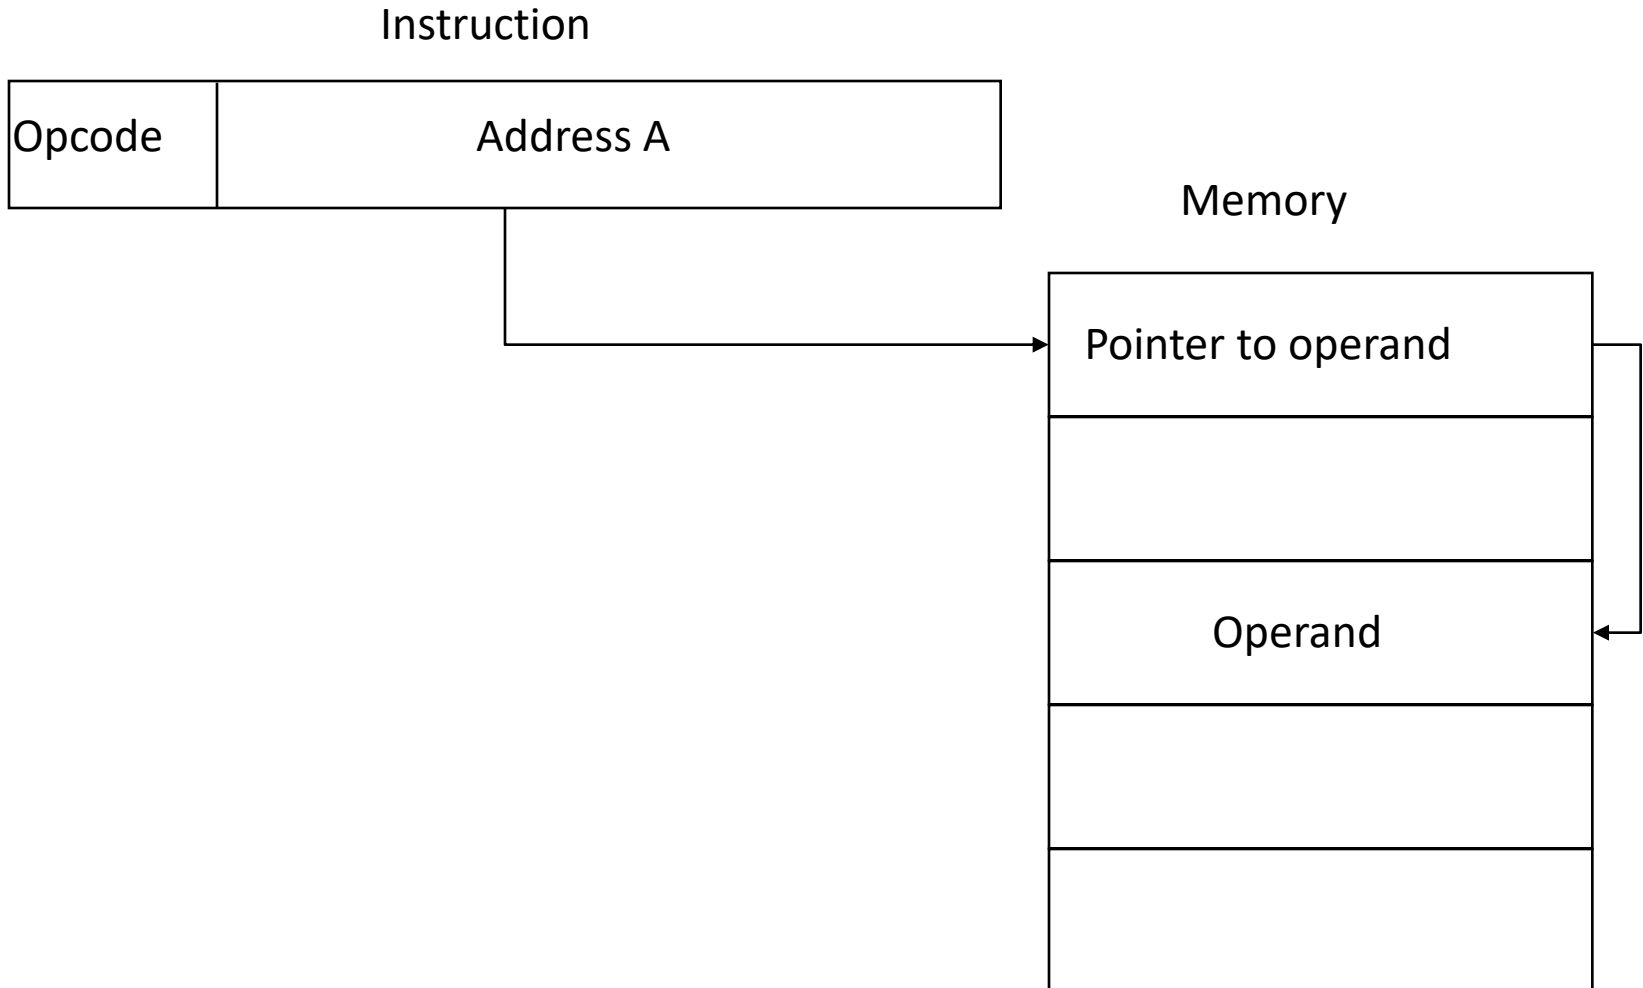 Instruction
Opcode
Address A
Memory
Pointer to operand
Operand